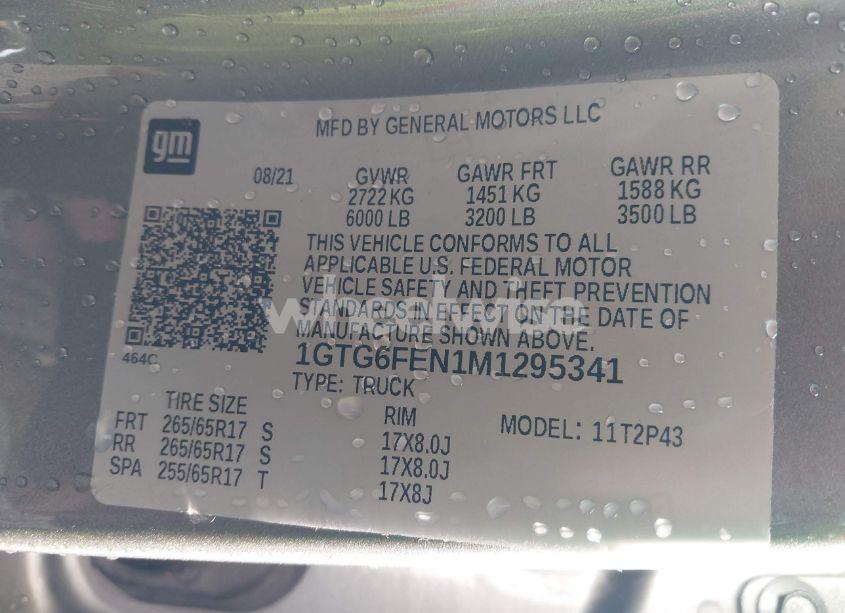 gm
MFD BY GENERAL MOTORS LLC
08/21 GVWR GAWR FRT GAWR RR
2722 KG 1451 KG 1588 KG
6000 LB 3200 LB 3500 LB
THIS VEHICLE CONFORMS TO ALL
APPLICABLE U.S. FEDERAL MOTOR
VEHICLE SAFETY AND THEFT PREVENTION
STANDARDS IN EFFECT ON THE DATE OF
MANUFACTURE SHOWN ABOVE.
464C
1GTG6FEN1M1295341
TYPE: TRUCK
TIRE SIZE RIM MODEL: 11T2P43
FRT 265/65R17 S 17X8.0J
RR 265/65R17 S 17X8.0J
SPA 255/65R17 T 17X8J